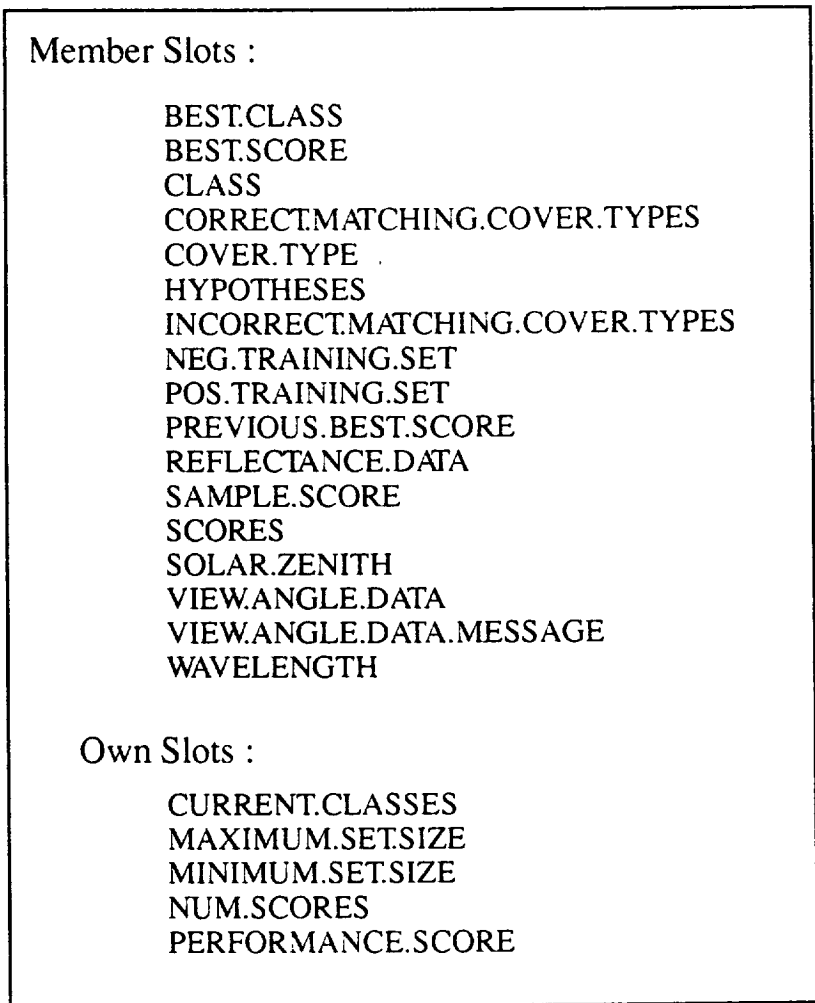 Member Slots :
BEST.CLASS
BEST.SCORE
CLASS
CORRECT.MATCHING.COVER.TYPES
COVER.TYPE
HYPOTHESES
INCORRECT.MATCHING.COVER.TYPES
NEG.TRAINING.SET
POS.TRAINING.SET
PREVIOUS.BEST.SCORE
REFLECTANCE.DATA
SAMPLE.SCORE
SCORES
SOLAR.ZENITH
VIEW.ANGLE.DATA
VIEW.ANGLE.DATA.MESSAGE
WAVELENGTH
Own Slots :
CURRENT.CLASSES
MAXIMUM.SET.SIZE
MINIMUM.SET.SIZE
NUM.SCORES
PERFORMANCE.SCORE